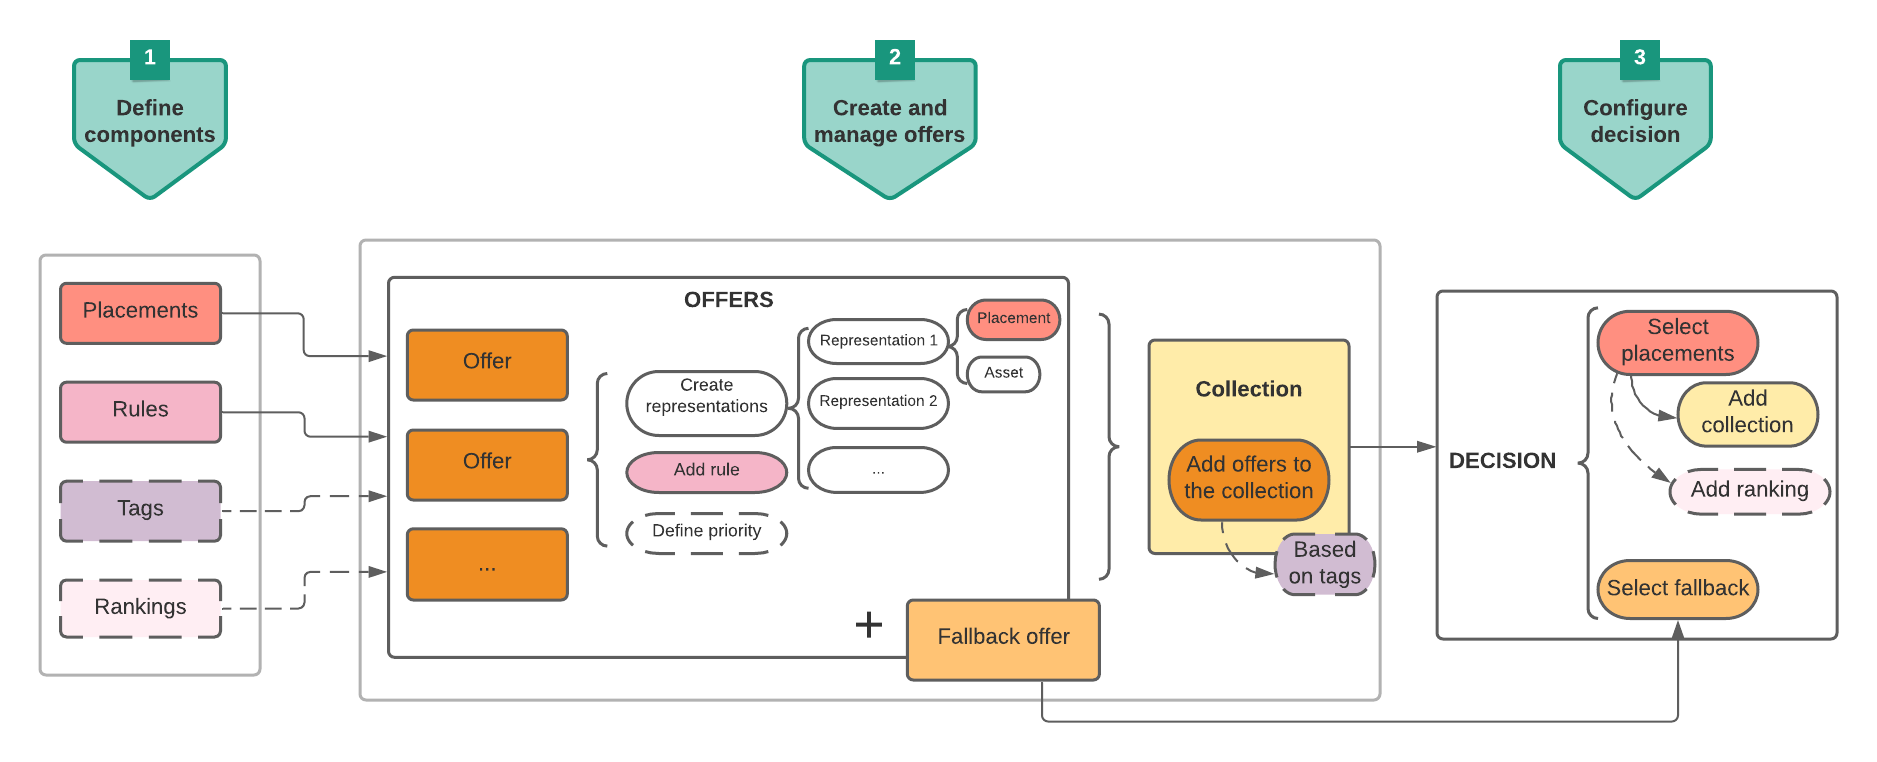 1
Define
components
2
Create and
manage offers
3
Configure
decision
Placements
Rules
Tags
Rankings
OFFERS
Offer
Offer
...
Create
representations
Add rule
Define priority
Representation 1
Representation 2
...
Placement
Asset
+
Fallback offer
Collection
Add offers to
the collection
Based
on tags
DECISION
Select
placements
Add
collection
Add ranking
Select fallback